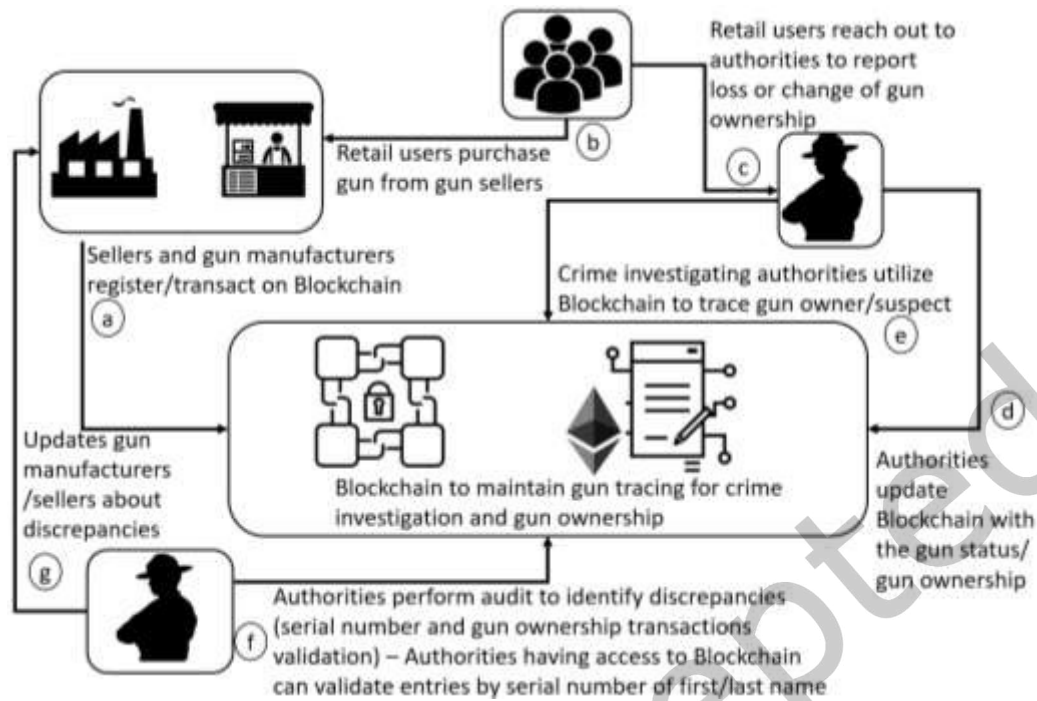 Retail users reach out to
authorities to report
loss or change of gun
ownership
b
Retail users purchase
gun from gun sellers
c
Sellers and gun manufacturers
register/transact on Blockchain
a
Crime investigating authorities utilize
Blockchain to trace gun owner/suspect
e
d
Updates gun
manufacturers
/sellers about
discrepancies
g
Blockchain to maintain gun tracing for crime
investigation and gun ownership
Authorities
update
Blockchain with
the gun status/
gun ownership
f
Authorities perform audit to identify discrepancies
(serial number and gun ownership transactions
validation) – Authorities having access to Blockchain
can validate entries by serial number of first/last name
epted